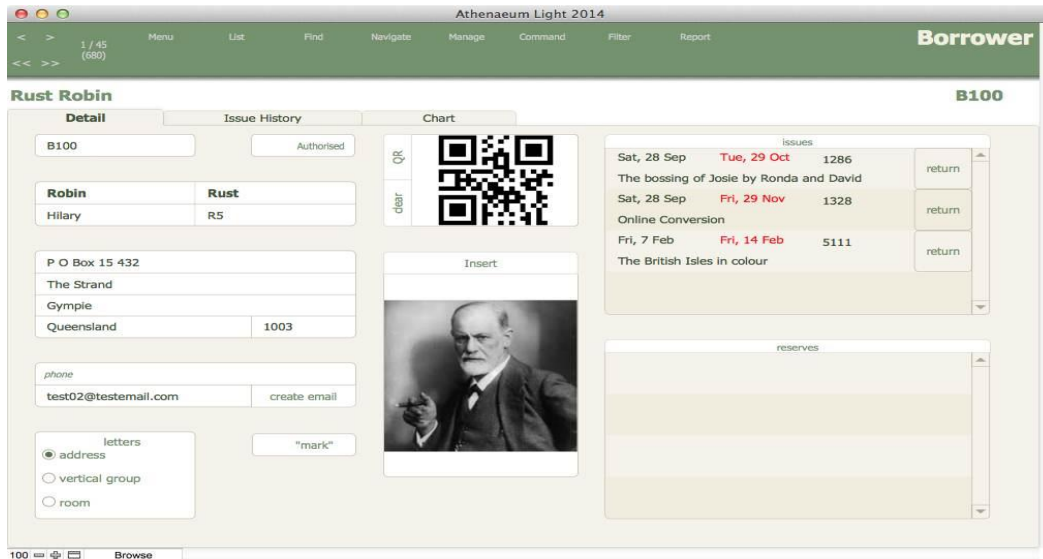 Athenaeum Light 2014
< > 1 / 45 Menu List Find Navigate Manage Command Filter Report Borrower
<< >> (680)
Rust Robin B100
Detail Issue History Chart
B100 Authorised
QR
clear
Robin Rust
Hilary R5
P O Box 15 432
The Strand
Gympie
Queensland 1003
phone
test02@testemail.com create email
letters
address
vertical group
room
"mark"
Insert
issues
Sat, 28 Sep Tue, 29 Oct 1286 return
The bossing of Josie by Ronda and David
Sat, 28 Sep Fri, 29 Nov 1328 return
Online Conversion
Fri, 7 Feb Fri, 14 Feb 5111 return
The British Isles in colour
reserves
100 Browse